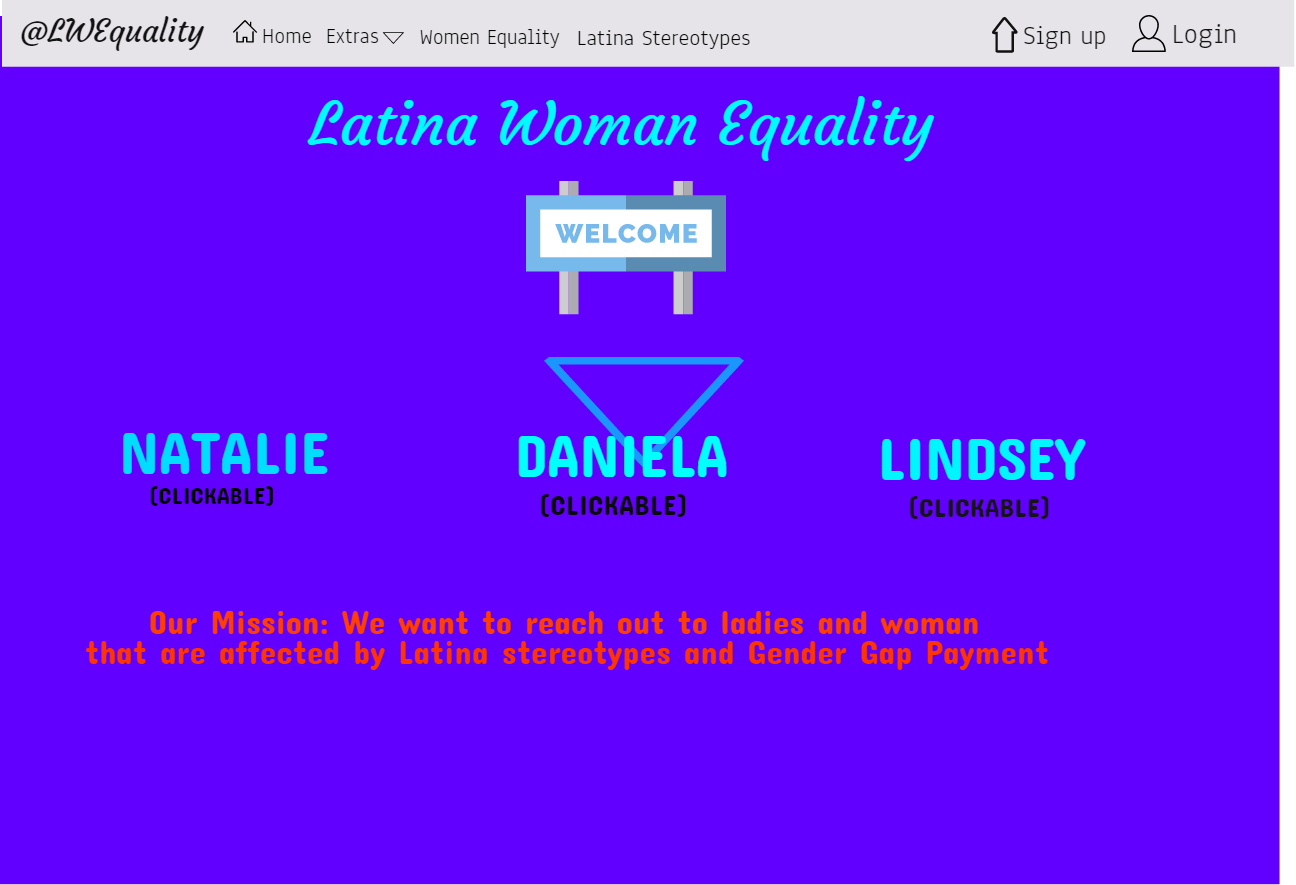 @LWEquality Home Extras Women Equality Latina Stereotypes Sign up Login
Latina Woman Equality
WELCOME
NATALIE DANIELA LINDSEY
(CLICKABLE) (CLICKABLE) (CLICKABLE)
Our Mission: We want to reach out to ladies and woman
that are affected by Latina stereotypes and Gender Gap Payment